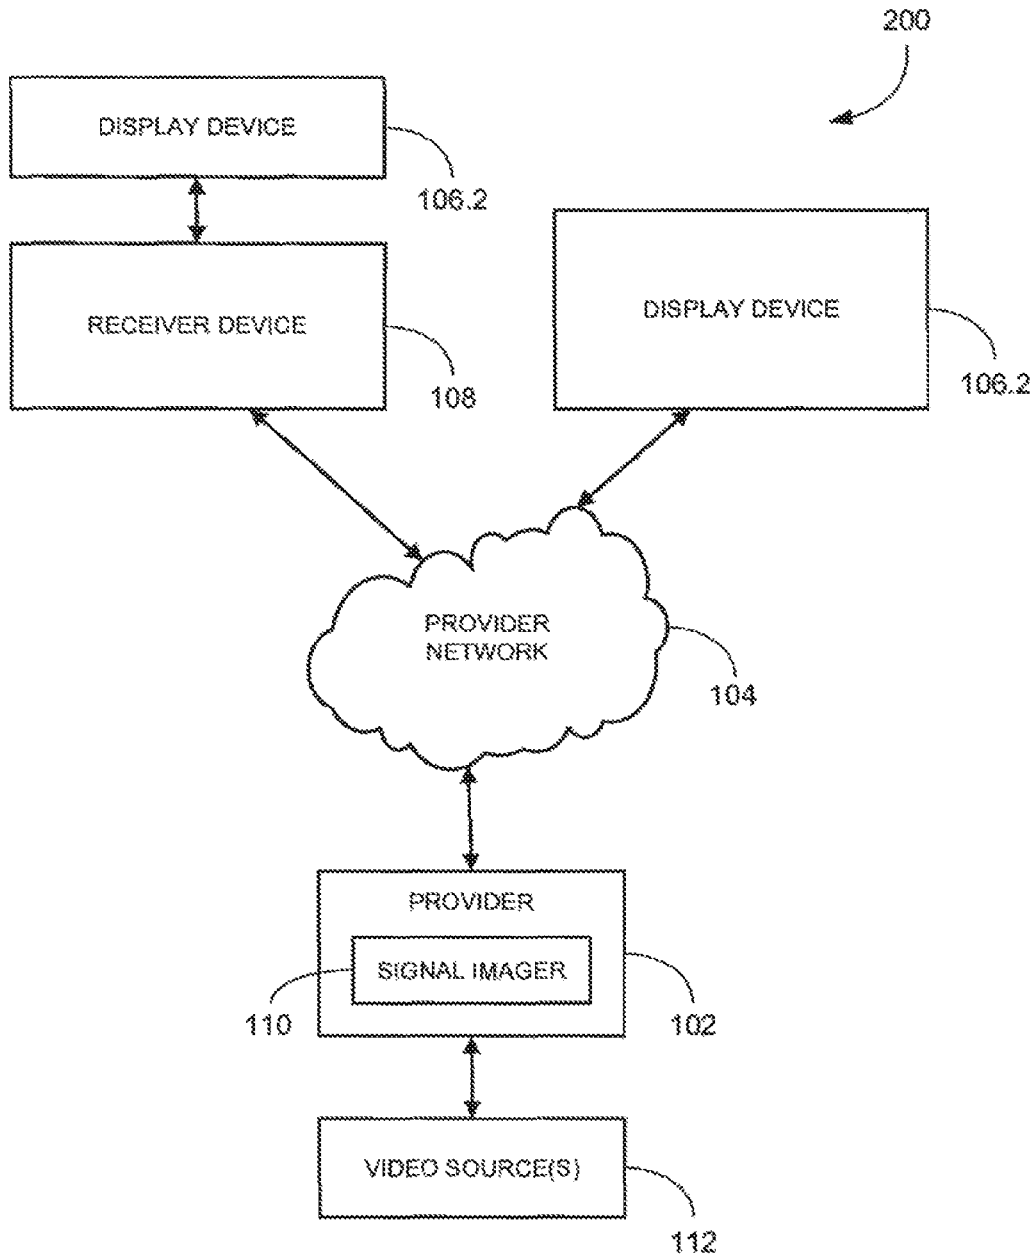 200
DISPLAY DEVICE
106.2
RECEIVER DEVICE
108
DISPLAY DEVICE
106.2
PROVIDER
NETWORK
104
PROVIDER
SIGNAL IMAGER
110
102
VIDEO SOURCE(S)
112